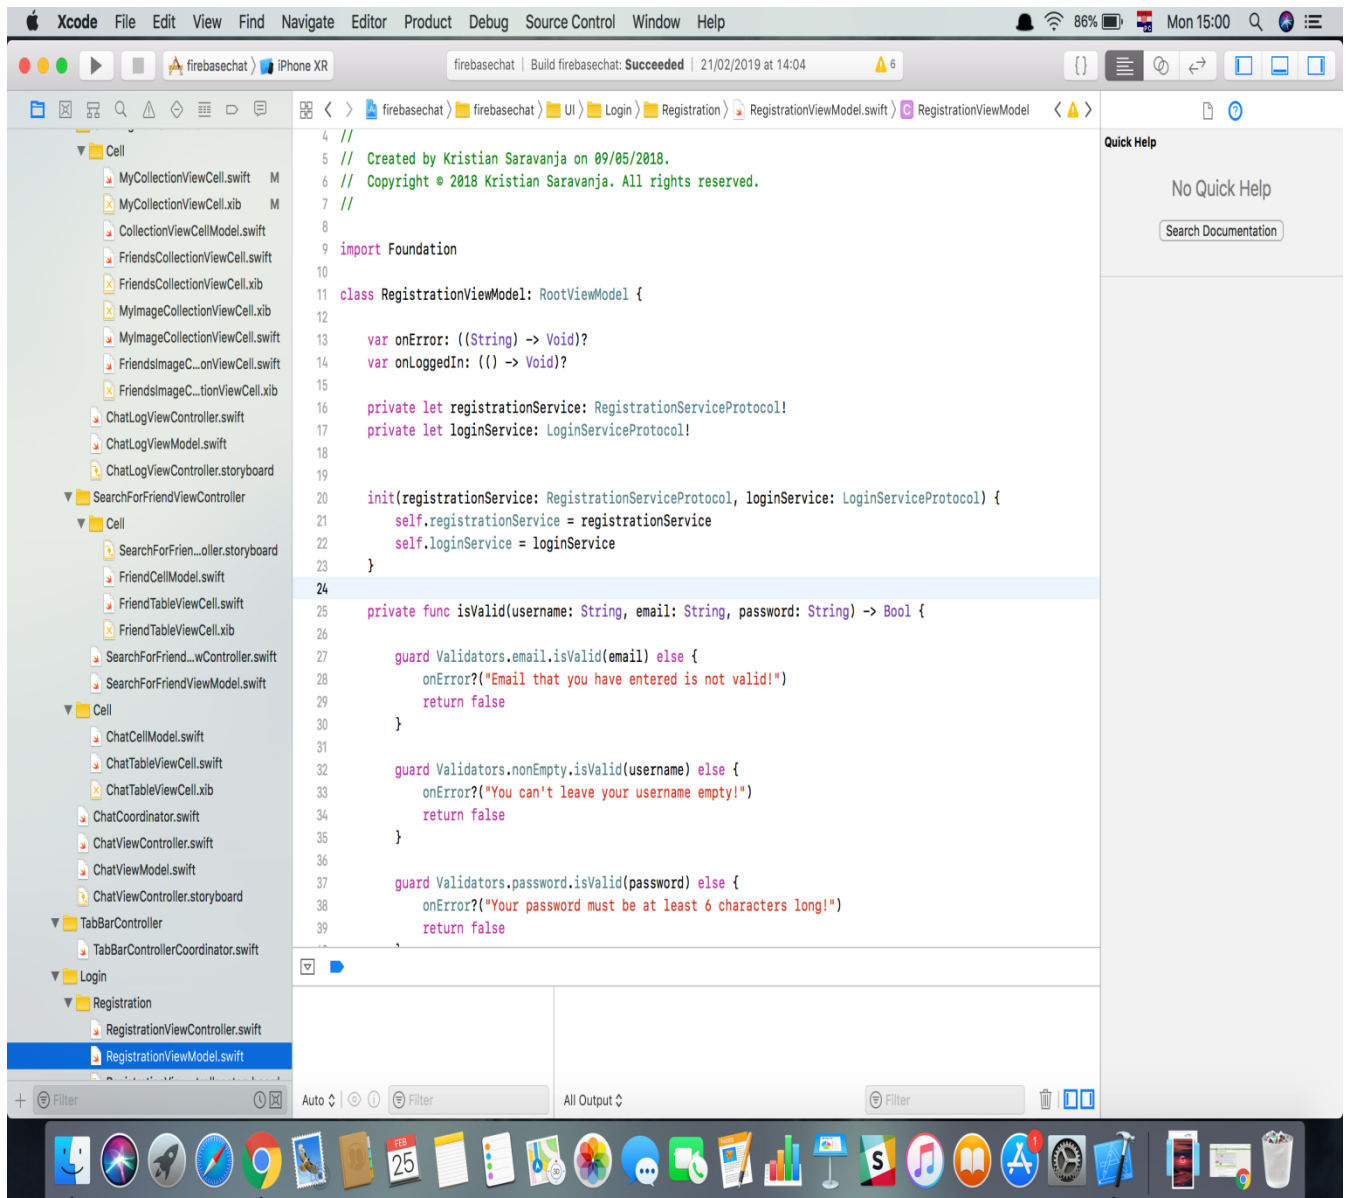 Xcode File Edit View Find Navigate Editor Product Debug Source Control Window Help 86% Mon 15:00
firebasechat iPhone XR firebasechat | Build firebasechat: Succeeded | 21/02/2019 at 14:04 6 {}
firebasechat firebasechat UI Login Registration RegistrationViewModel.swift C RegistrationViewModel
Cell
MyCollectionViewCell.swift M
MyCollectionViewCell.xib M
CollectionViewCellModel.swift
FriendsCollectionViewCell.swift
FriendsCollectionViewCell.xib
MyImageCollectionViewCell.xib
MyImageCollectionViewCell.swift
FriendsImageC...onViewCell.swift
FriendsImageC...tionViewCell.xib
ChatLogViewController.swift
ChatLogViewModel.swift
ChatLogViewController.storyboard
SearchForFriendViewController
Cell
SearchForFrien...oller.storyboard
FriendCellModel.swift
FriendTableViewCell.swift
FriendTableViewCell.xib
SearchForFriend...wController.swift
SearchForFriendViewModel.swift
Cell
ChatCellModel.swift
ChatTableViewCell.swift
ChatTableViewCell.xib
ChatCoordinator.swift
ChatViewController.swift
ChatViewModel.swift
ChatViewController.storyboard
TabBarController
TabBarControllerCoordinator.swift
Login
Registration
RegistrationViewController.swift
RegistrationViewModel.swift
Filter
4 //
5 // Created by Kristian Saravanja on 09/05/2018.
6 // Copyright © 2018 Kristian Saravanja. All rights reserved.
7 //
8
9 import Foundation
10
11 class RegistrationViewModel: RootViewModel {
12
13 var onError: ((String) -> Void)?
14 var onLoggedIn: (() -> Void)?
15
16 private let registrationService: RegistrationServiceProtocol!
17 private let loginService: LoginServiceProtocol!
18
19
20 init(registrationService: RegistrationServiceProtocol, loginService: LoginServiceProtocol) {
21 self.registrationService = registrationService
22 self.loginService = loginService
23 }
24
25 private func isValid(username: String, email: String, password: String) -> Bool {
26
27 guard Validators.email.isValid(email) else {
28 onError?("Email that you have entered is not valid!")
29 return false
30 }
31
32 guard Validators.nonEmpty.isValid(username) else {
33 onError?("You can't leave your username empty!")
34 return false
35 }
36
37 guard Validators.password.isValid(password) else {
38 onError?("Your password must be at least 6 characters long!")
39 return false
Auto Filter All Output Filter
Quick Help
No Quick Help
Search Documentation
FEB
25
3D
S
1